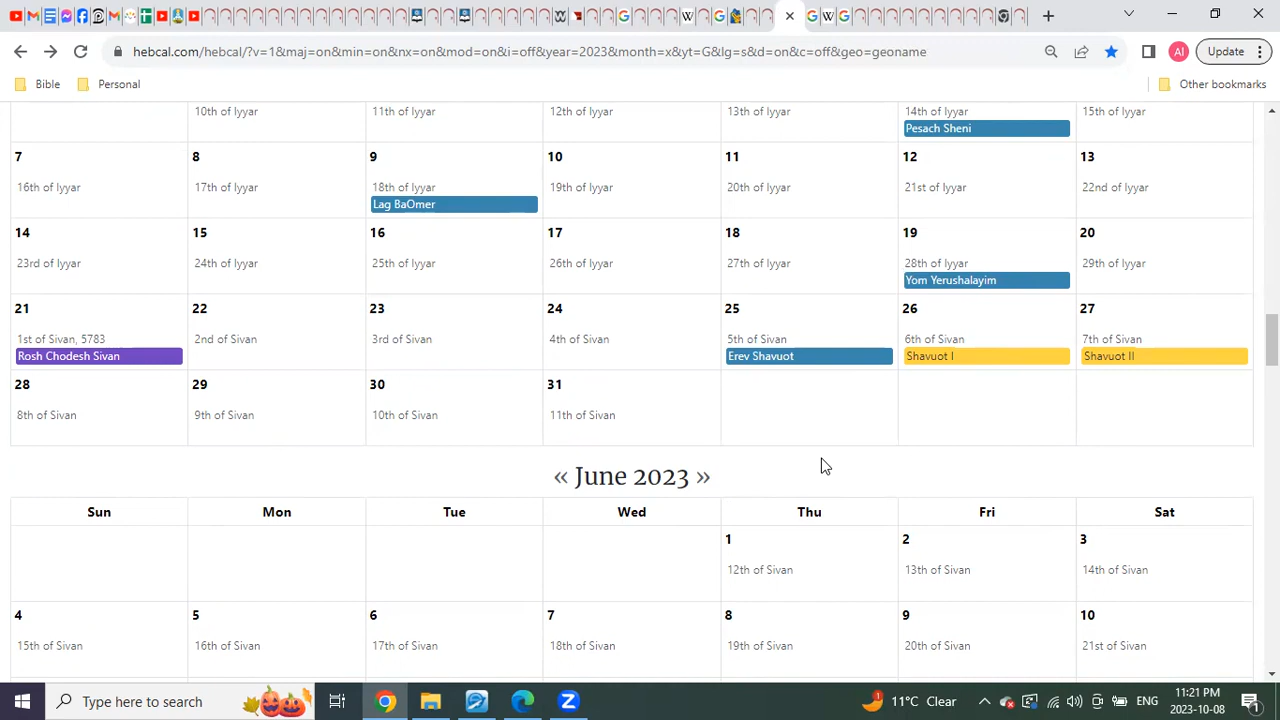 hebcal.com/hebcal/?v=1&maj=on&min=on&nx=on&mod=on&i=off&year=2023&month=x&yt=G&lg=s&d=on&c=off&geo=geoname
AI
Update
Bible
Personal
Other bookmarks
10th of Iyyar
11th of Iyyar
12th of Iyyar
13th of Iyyar
14th of Iyyar
15th of Iyyar
Pesach Sheni
7
8
9
10
11
12
13
16th of Iyyar
17th of Iyyar
18th of Iyyar
19th of Iyyar
20th of Iyyar
21st of Iyyar
22nd of Iyyar
Lag BaOmer
14
15
16
17
18
19
20
23rd of Iyyar
24th of Iyyar
25th of Iyyar
26th of Iyyar
27th of Iyyar
28th of Iyyar
29th of Iyyar
Yom Yerushalayim
21
22
23
24
25
26
27
1st of Sivan, 5783
2nd of Sivan
3rd of Sivan
4th of Sivan
5th of Sivan
6th of Sivan
7th of Sivan
Rosh Chodesh Sivan
Erev Shavuot
Shavuot I
Shavuot II
28
29
30
31
8th of Sivan
9th of Sivan
10th of Sivan
11th of Sivan
« June 2023 »
Sun
Mon
Tue
Wed
Thu
Fri
Sat
1
2
3
12th of Sivan
13th of Sivan
14th of Sivan
4
5
6
7
8
9
10
15th of Sivan
16th of Sivan
17th of Sivan
18th of Sivan
19th of Sivan
20th of Sivan
21st of Sivan
Type here to search
1
11°C Clear
ENG
11:21 PM
2023-10-08
1